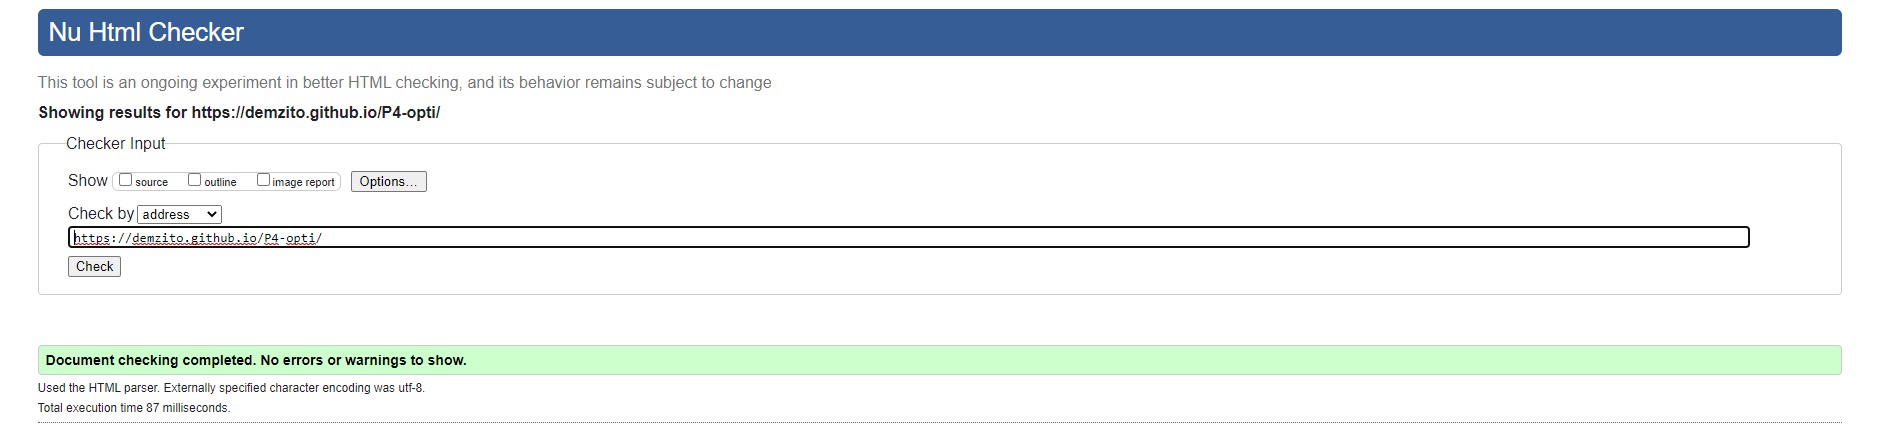 Nu Html Checker
This tool is an ongoing experiment in better HTML checking, and its behavior remains subject to change
Showing results for https://demzito.github.io/P4-opti/
Checker Input
Show source outline image report Options...
Check by address
https://demzito.github.io/P4-opti/
Check
Document checking completed. No errors or warnings to show.
Used the HTML parser. Externally specified character encoding was utf-8.
Total execution time 87 milliseconds.